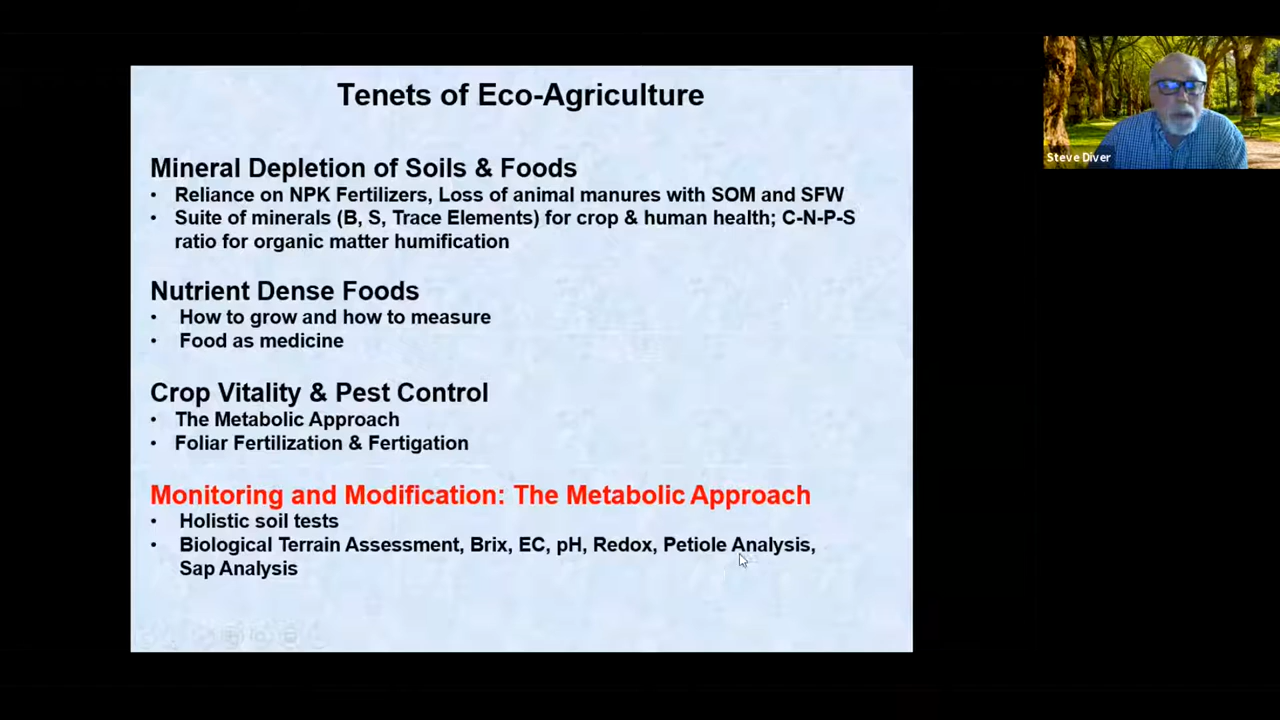 Tenets of Eco-Agriculture
Steve Diver
Mineral Depletion of Soils & Foods
• Reliance on NPK Fertilizers, Loss of animal manures with SOM and SFW
• Suite of minerals (B, S, Trace Elements) for crop & human health; C-N-P-S
ratio for organic matter humification
Nutrient Dense Foods
• How to grow and how to measure
• Food as medicine
Crop Vitality & Pest Control
• The Metabolic Approach
• Foliar Fertilization & Fertigation
Monitoring and Modification: The Metabolic Approach
• Holistic soil tests
• Biological Terrain Assessment, Brix, EC, pH, Redox, Petiole Analysis,
Sap Analysis